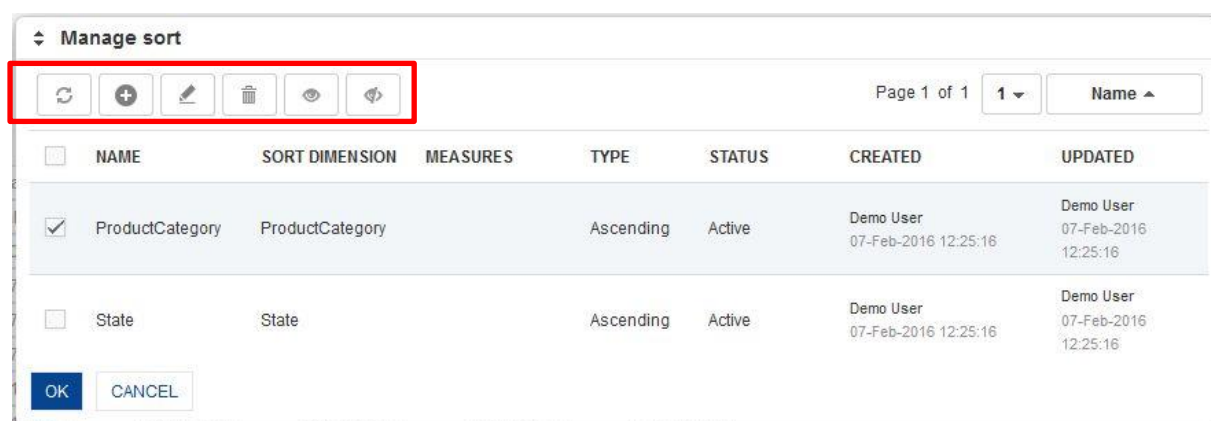 Manage sort
Page 1 of 1 1 Name
NAME SORT DIMENSION MEASURES TYPE STATUS CREATED UPDATED
ProductCategory ProductCategory Ascending Active Demo User 07-Feb-2016 12:25:16 Demo User 07-Feb-2016 12:25:16
State State Ascending Active Demo User 07-Feb-2016 12:25:16 Demo User 07-Feb-2016 12:25:16
OK CANCEL